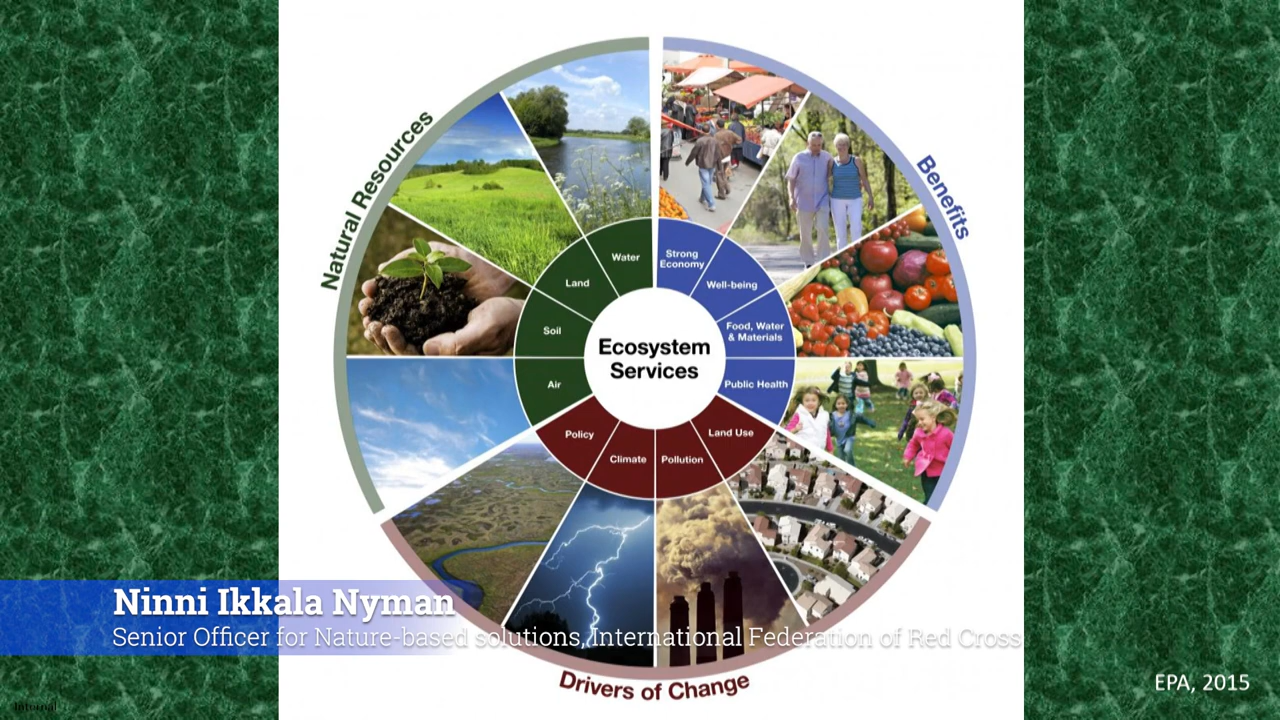 Natural Resources
Benefits
Water
Strong
Economy
Land
Well-being
Soil
Food, Water
& Materials
Ecosystem
Services
Air
Public Health
Policy
Land Use
Climate
Pollution
Ninni Ikkala Nyman
Senior Officer for Nature-based solutions, International Federation of Red Cross
Drivers of Change
EPA, 2015
Internal